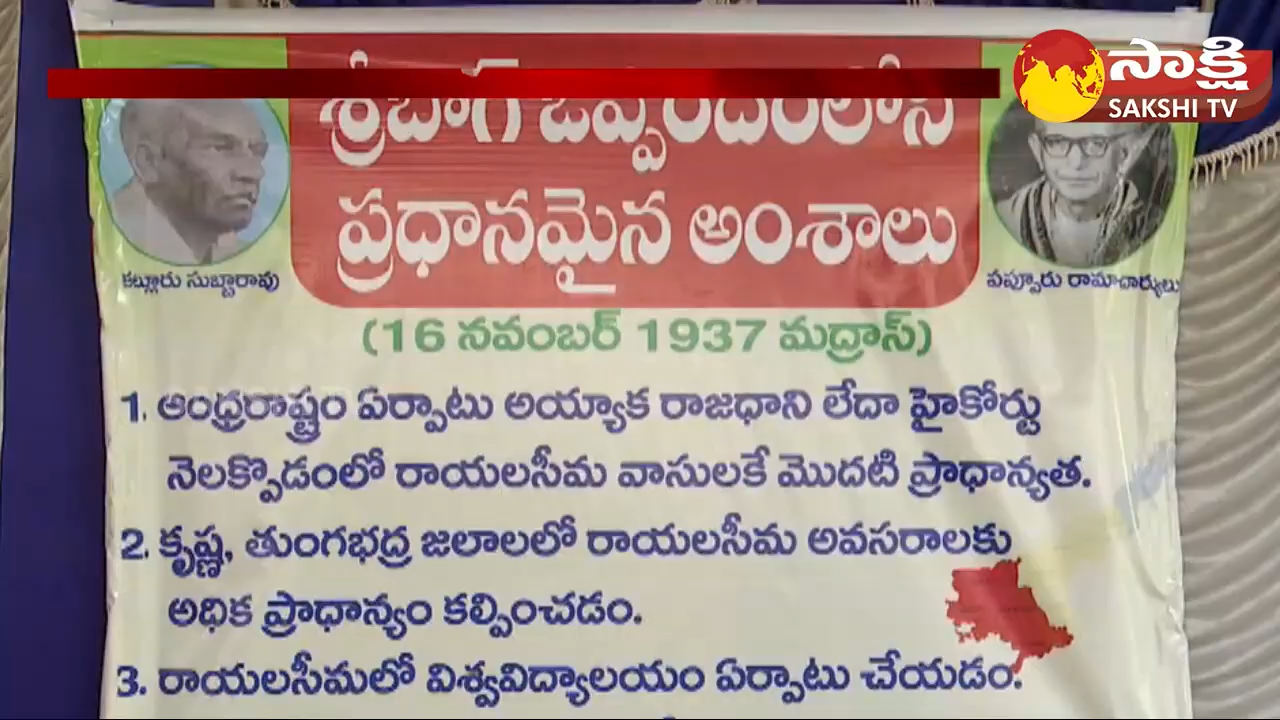 సాక్షి
SAKSHI TV
శ్రీబాగ్ ఒప్పందంలోని
ప్రధానమైన అంశాలు
కల్లూరు సుబ్బారావు
పప్పూరు రామాచార్యులు
(16 నవంబర్ 1937 మద్రాస్)
1. ఆంధ్రరాష్ట్రం ఏర్పాటు అయ్యాక రాజధాని లేదా హైకోర్టు
నెలక్పొడంలో రాయలసీమ వాసులకే మొదటి ప్రాధాన్యత.
2. కృష్ణ, తుంగభద్ర జలాలలో రాయలసీమ అవసరాలకు
అధిక ప్రాధాన్యం కల్పించడం.
3. రాయలసీమలో విశ్వవిద్యాలయం ఏర్పాటు చేయడం.